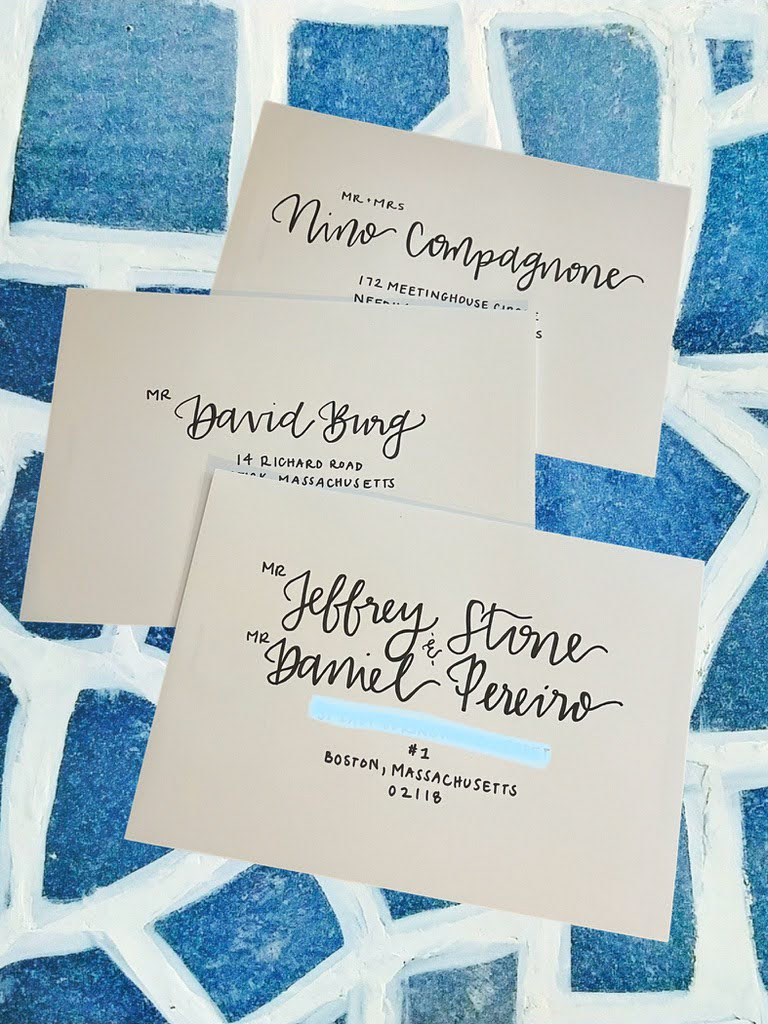 MR + MRS
Nino Compagnone
172 MEETINGHOUSE
MR
David Burg
14 RICHARD ROAD
MASSACHUSETTS
MR
Jeffrey Stone
&
MR
Daniel Pereiro
#1
BOSTON, MASSACHUSETTS
02118